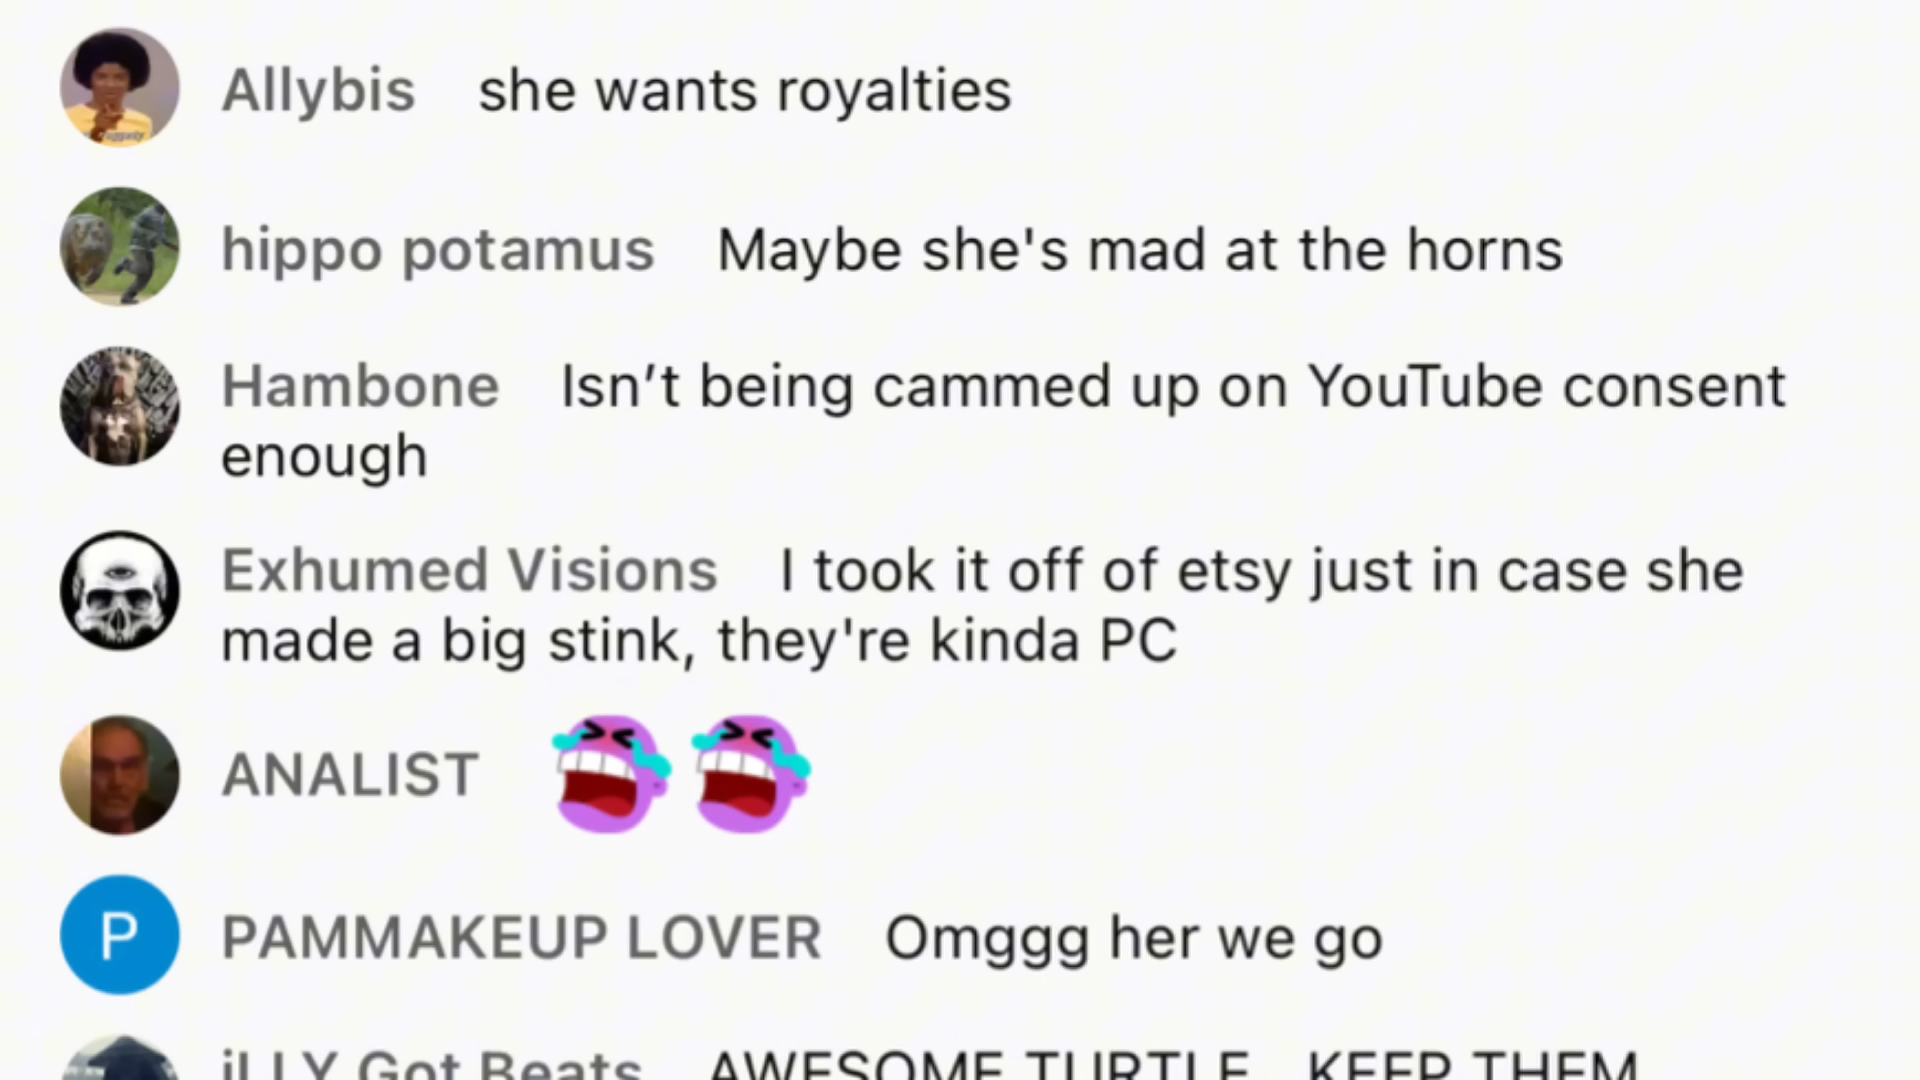 Allybis she wants royalties
hippo potamus Maybe she's mad at the horns
Hambone Isn’t being cammed up on YouTube consent
enough
Exhumed Visions I took it off of etsy just in case she
made a big stink, they're kinda PC
ANALIST
P PAMMAKEUP LOVER Omggg her we go
iLLY Got Beats AWESOME TURTLE KEEP THEM